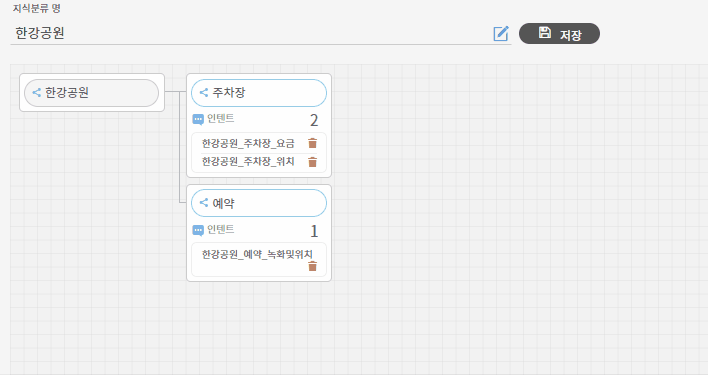 지식분류 명
한강공원
저장
한강공원
주차장
인텐트 2
한강공원_주차장_요금
한강공원_주차장_위치
예약
인텐트 1
한강공원_예약_녹화및위치